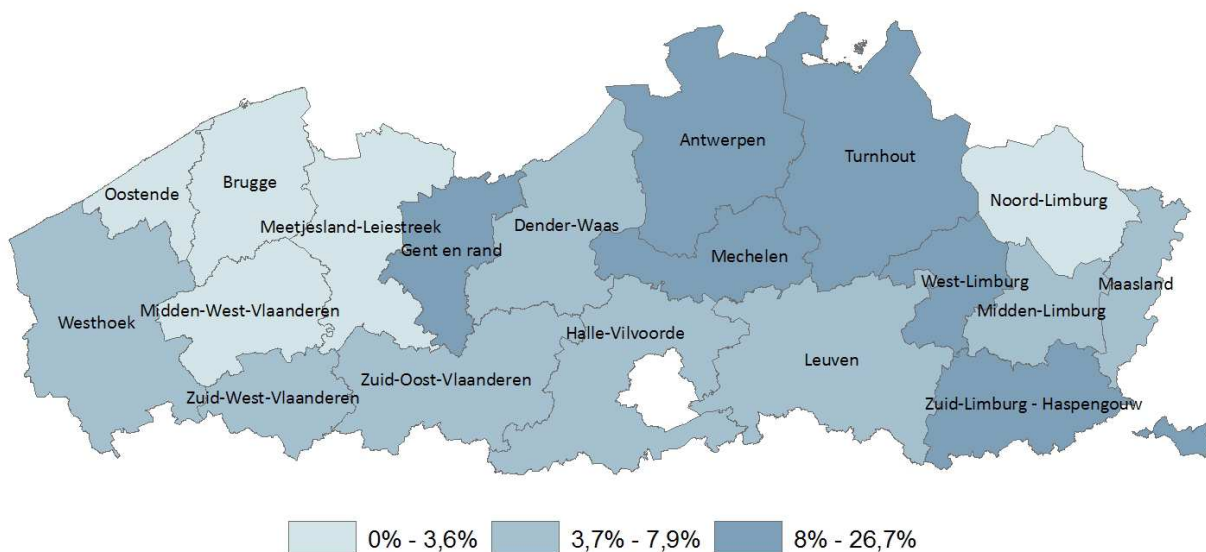 Antwerpen
Turnhout
Oostende
Brugge
Noord-Limburg
Meetjesland-Leiestreek
Dender-Waas
Gent en rand
Mechelen
West-Limburg
Maasland
Westhoek
Midden-West-Vlaanderen
Midden-Limburg
Halle-Vilvoorde
Leuven
Zuid-Oost-Vlaanderen
Zuid-West-Vlaanderen
Zuid-Limburg - Haspengouw
0% - 3,6%
3,7% - 7,9%
8% - 26,7%